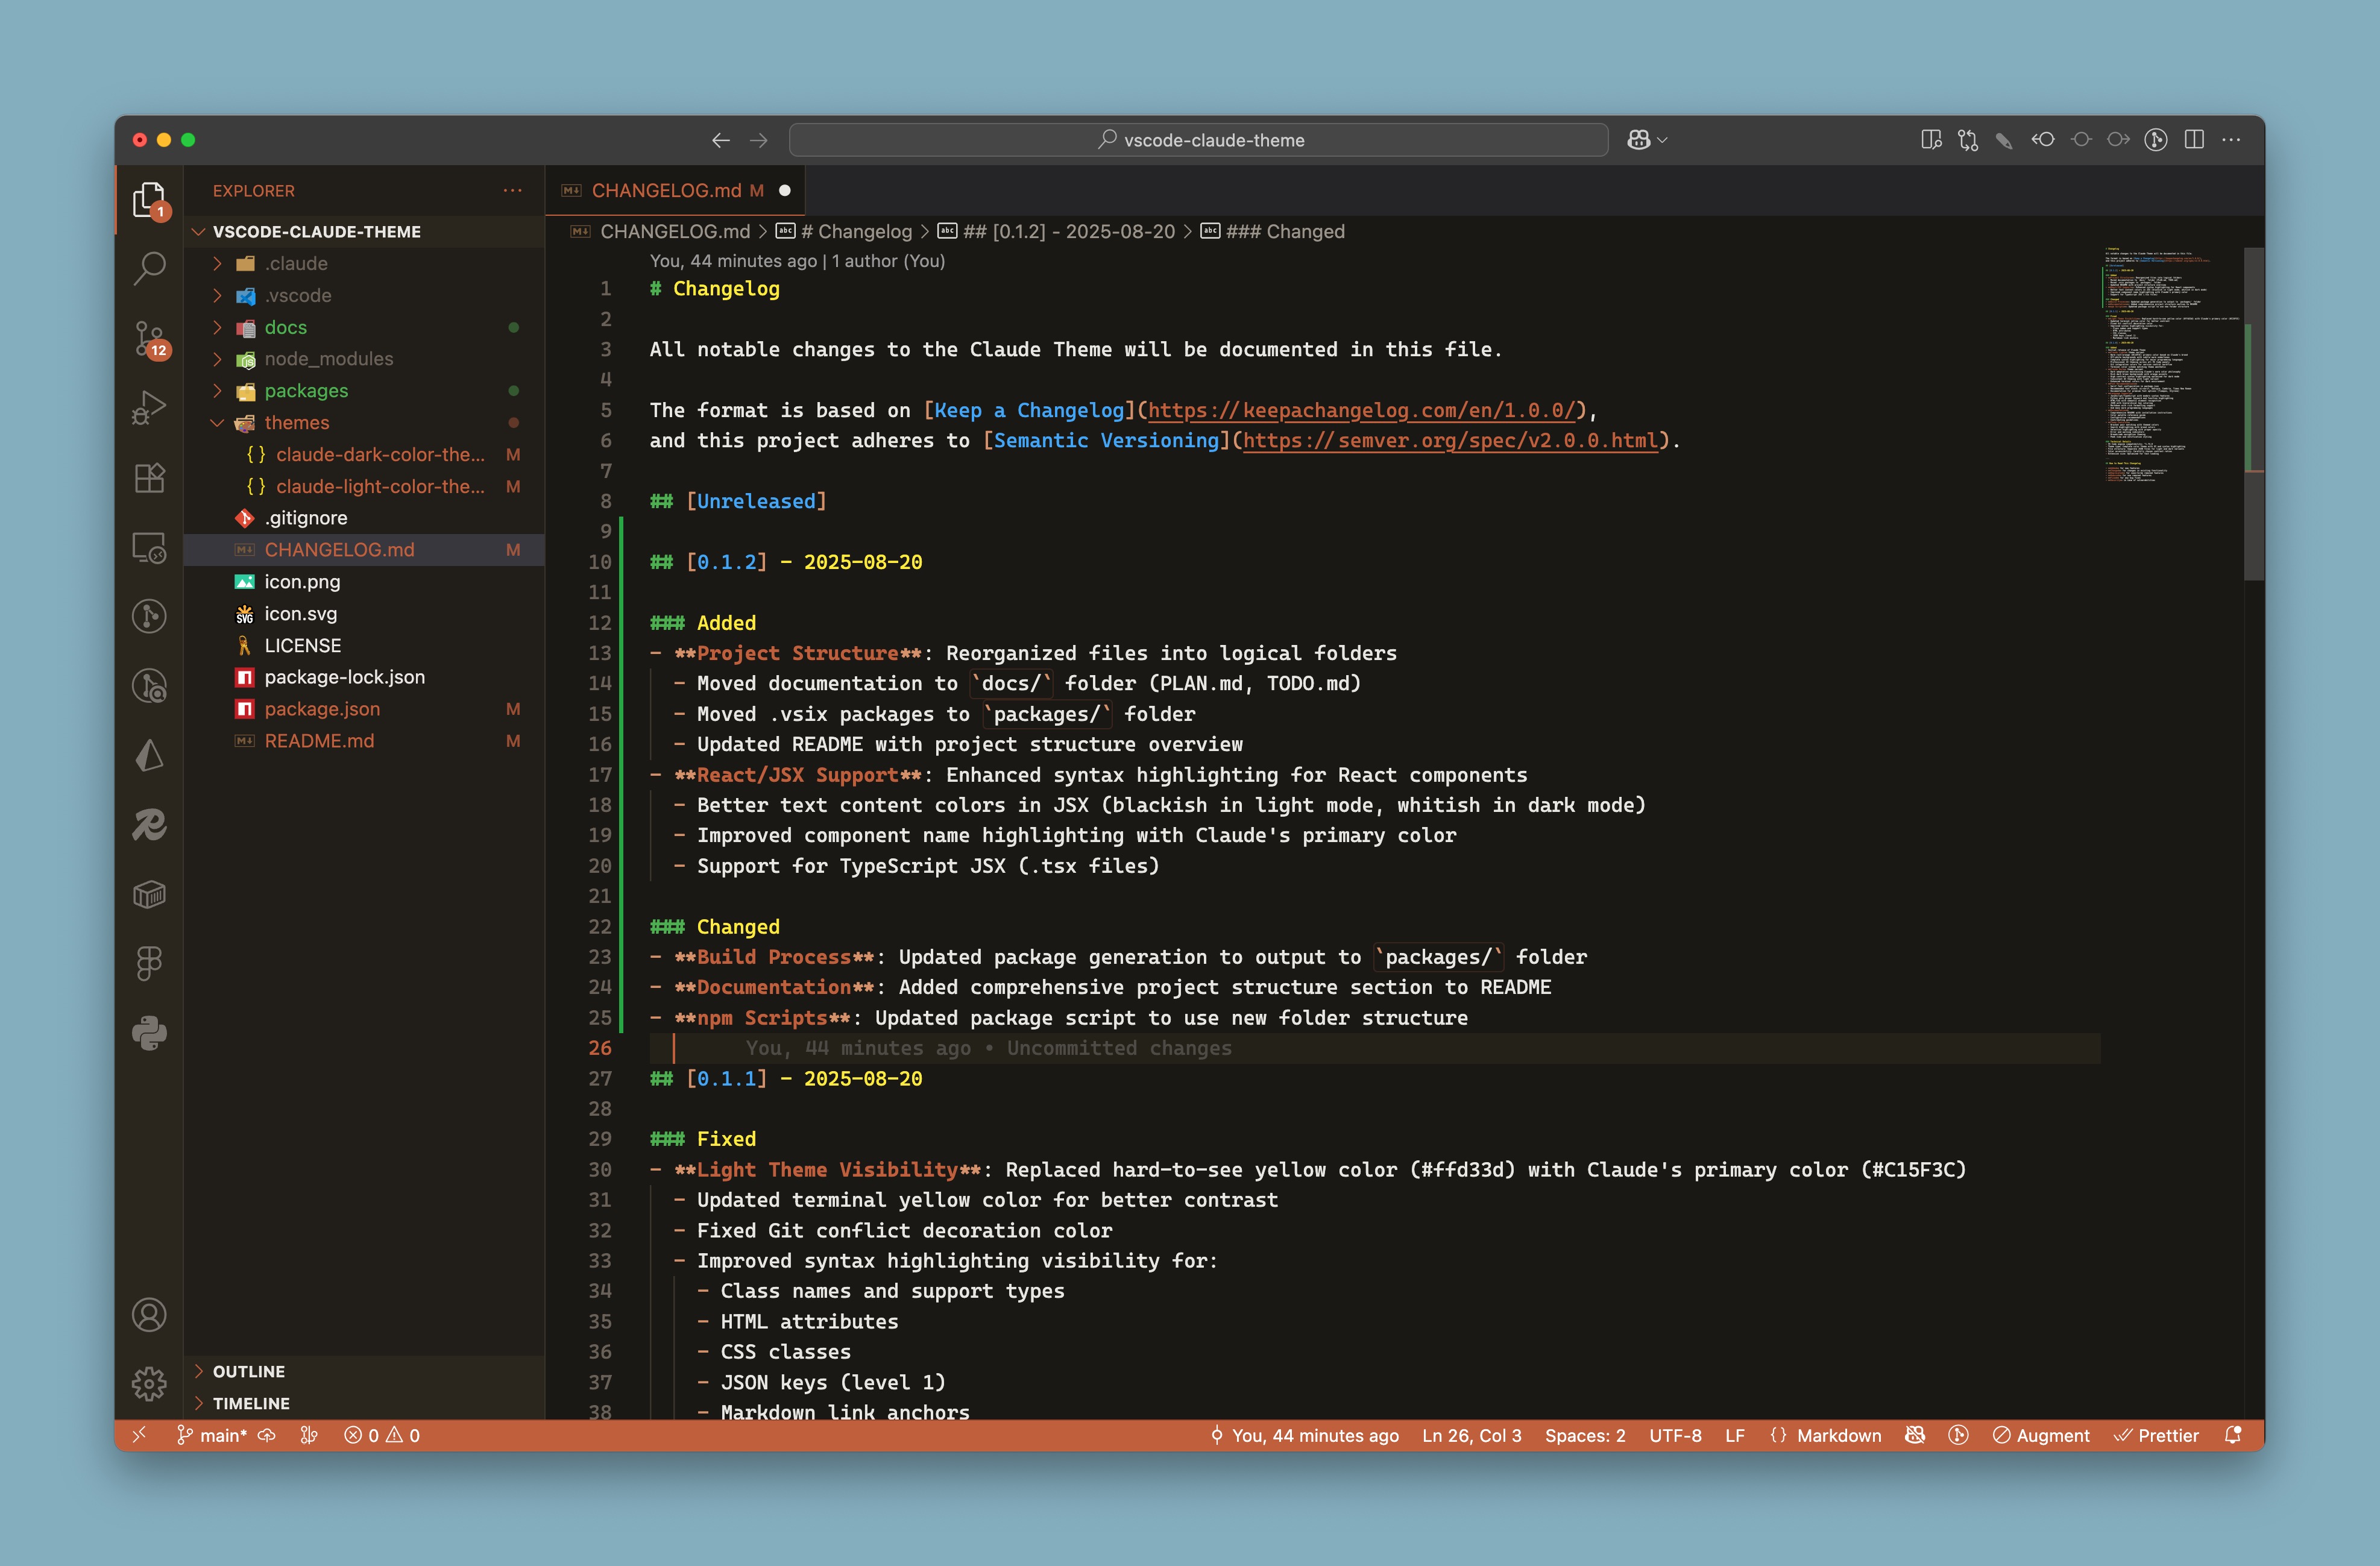 vscode-claude-theme
EXPLORER
VSCODE-CLAUDE-THEME
.claude
.vscode
docs
node_modules
packages
themes
{} claude-dark-color-the... M
{} claude-light-color-the... M
.gitignore
CHANGELOG.md M
icon.png
icon.svg
LICENSE
package-lock.json
package.json M
README.md M
OUTLINE
TIMELINE
1
12
CHANGELOG.md M
CHANGELOG.md > # Changelog > ## [0.1.2] - 2025-08-20 > ### Changed
You, 44 minutes ago | 1 author (You)
1 # Changelog
2
3 All notable changes to the Claude Theme will be documented in this file.
4
5 The format is based on [Keep a Changelog](https://keepachangelog.com/en/1.0.0/),
6 and this project adheres to [Semantic Versioning](https://semver.org/spec/v2.0.0.html).
7
8 ## [Unreleased]
9
10 ## [0.1.2] - 2025-08-20
11
12 ### Added
13 - **Project Structure**: Reorganized files into logical folders
14 - Moved documentation to `docs/` folder (PLAN.md, TODO.md)
15 - Moved .vsix packages to `packages/` folder
16 - Updated README with project structure overview
17 - **React/JSX Support**: Enhanced syntax highlighting for React components
18 - Better text content colors in JSX (blackish in light mode, whitish in dark mode)
19 - Improved component name highlighting with Claude's primary color
20 - Support for TypeScript JSX (.tsx files)
21
22 ### Changed
23 - **Build Process**: Updated package generation to output to `packages/` folder
24 - **Documentation**: Added comprehensive project structure section to README
25 - **npm Scripts**: Updated package script to use new folder structure
26 You, 44 minutes ago • Uncommitted changes
27 ## [0.1.1] - 2025-08-20
28
29 ### Fixed
30 - **Light Theme Visibility**: Replaced hard-to-see yellow color (#ffd33d) with Claude's primary color (#C15F3C)
31 - Updated terminal yellow color for better contrast
32 - Fixed Git conflict decoration color
33 - Improved syntax highlighting visibility for:
34 - Class names and support types
35 - HTML attributes
36 - CSS classes
37 - JSON keys (level 1)
38 - Markdown link anchors
main* 0 0 You, 44 minutes ago Ln 26, Col 3 Spaces: 2 UTF-8 LF {} Markdown Augment Prettier